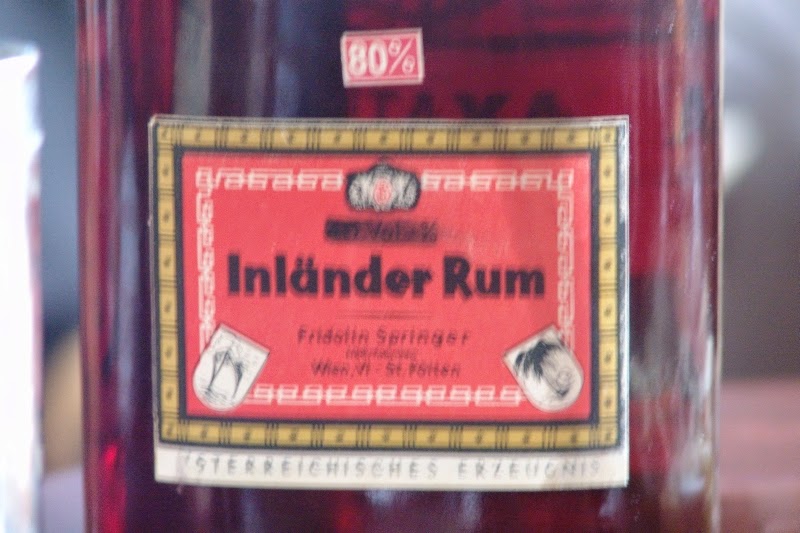 80%
Inländer Rum
Fridolin Springer
Wien, VI - St. Pölten
ÖSTERREICHISCHES ERZEUGNIS